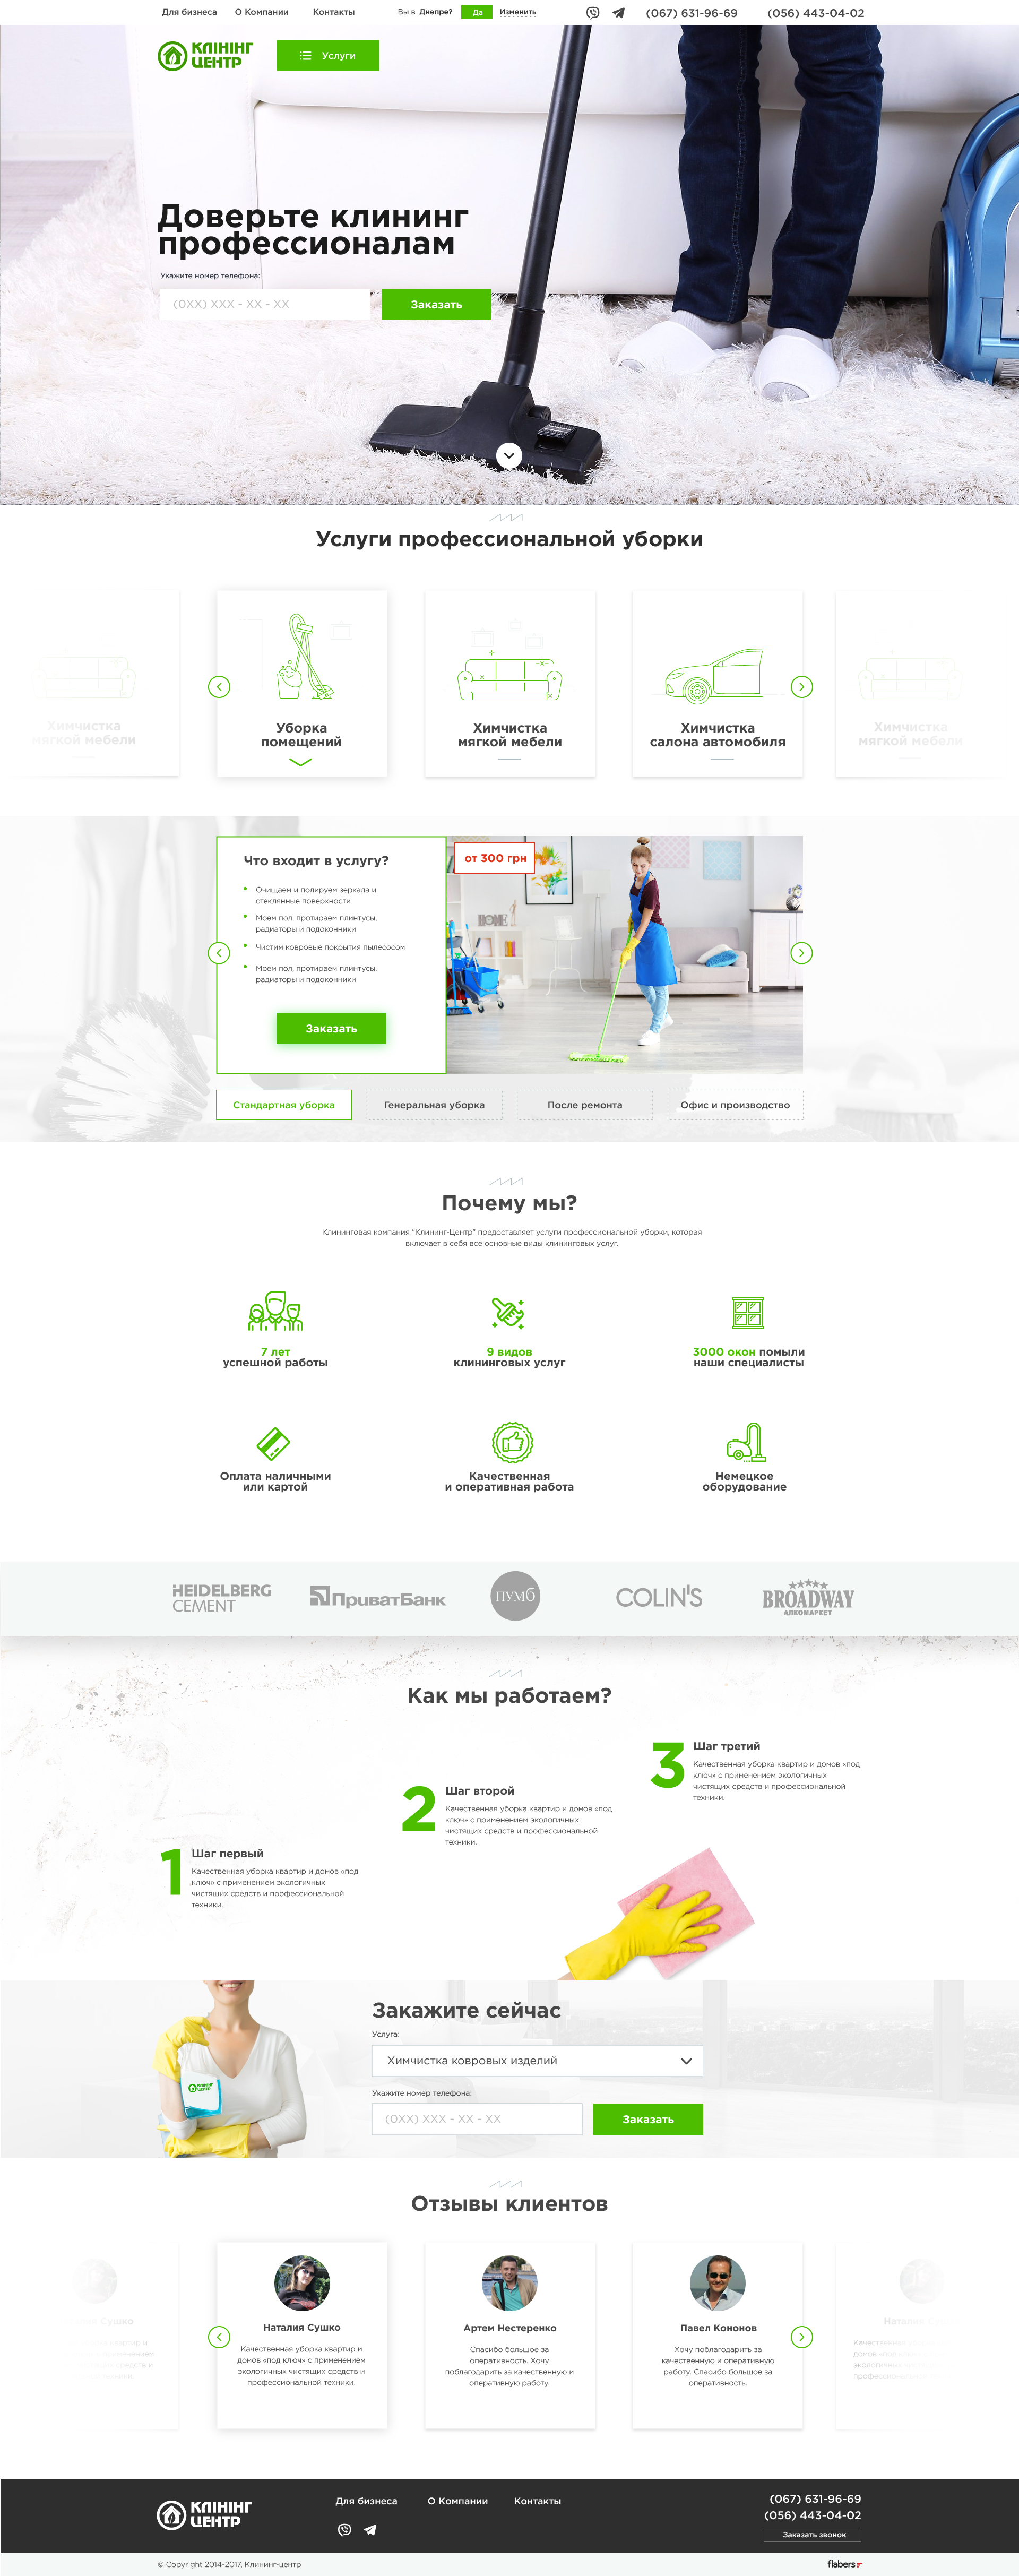 Для бизнеса
О Компании
Контакты
Вы в Днепре?
Да
Изменить
(067) 631-96-69
(056) 443-04-02
КЛІНІНГ
ЦЕНТР
Услуги
Доверьте клининг
профессионалам
Укажите номер телефона:
(0XX) XXX - XX - XX
Заказать
Услуги профессиональной уборки
Химчистка
мягкой мебели
Уборка
помещений
Химчистка
мягкой мебели
Химчистка
салона автомобиля
Химчистка
мягкой мебели
Что входит в услугу?
Очищаем и полируем зеркала и
стеклянные поверхности
Моем пол, протираем плинтусы,
радиаторы и подоконники
Чистим ковровые покрытия пылесосом
Моем пол, протираем плинтусы,
радиаторы и подоконники
Заказать
от 300 грн
HOME
Стандартная уборка
Генеральная уборка
После ремонта
Офис и производство
Почему мы?
Клининговая компания "Клининг-Центр" предоставляет услуги профессиональной уборки, которая
включает в себя все основные виды клининговых услуг.
7 лет
успешной работы
9 видов
клининговых услуг
3000 окон помыли
наши специалисты
Оплата наличными
или картой
Качественная
и оперативная работа
Немецкое
оборудование
HEIDELBERG
CEMENT
ПриватБанк
ПУМБ
COLIN'S
BROADWAY
АЛКОМАРКЕТ
Как мы работаем?
3
Шаг третий
Качественная уборка квартир и домов «под
ключ» с применением экологичных
чистящих средств и профессиональной
техники.
2
Шаг второй
Качественная уборка квартир и домов «под
ключ» с применением экологичных
чистящих средств и профессиональной
техники.
1
Шаг первый
Качественная уборка квартир и домов «под
ключ» с применением экологичных
чистящих средств и профессиональной
техники.
КЛІНІНГ
ЦЕНТР
Закажите сейчас
Услуга:
Химчистка ковровых изделий
Укажите номер телефона:
(0XX) XXX - XX - XX
Заказать
Отзывы клиентов
Сушко
Наталия Сушко
Качественная уборка квартир и
домов «под ключ» с применением
экологичных чистящих средств и
профессиональной техники.
Артем Нестеренко
Спасибо большое за
оперативность. Хочу
поблагодарить за качественную и
оперативную работу.
Павел Кононов
Хочу поблагодарить за
качественную и оперативную
работу. Спасибо большое за
оперативность.
КЛІНІНГ
ЦЕНТР
Для бизнеса
О Компании
Контакты
(067) 631-96-69
(056) 443-04-02
Заказать звонок
© Copyright 2014-2017, Клининг-центр
flabers